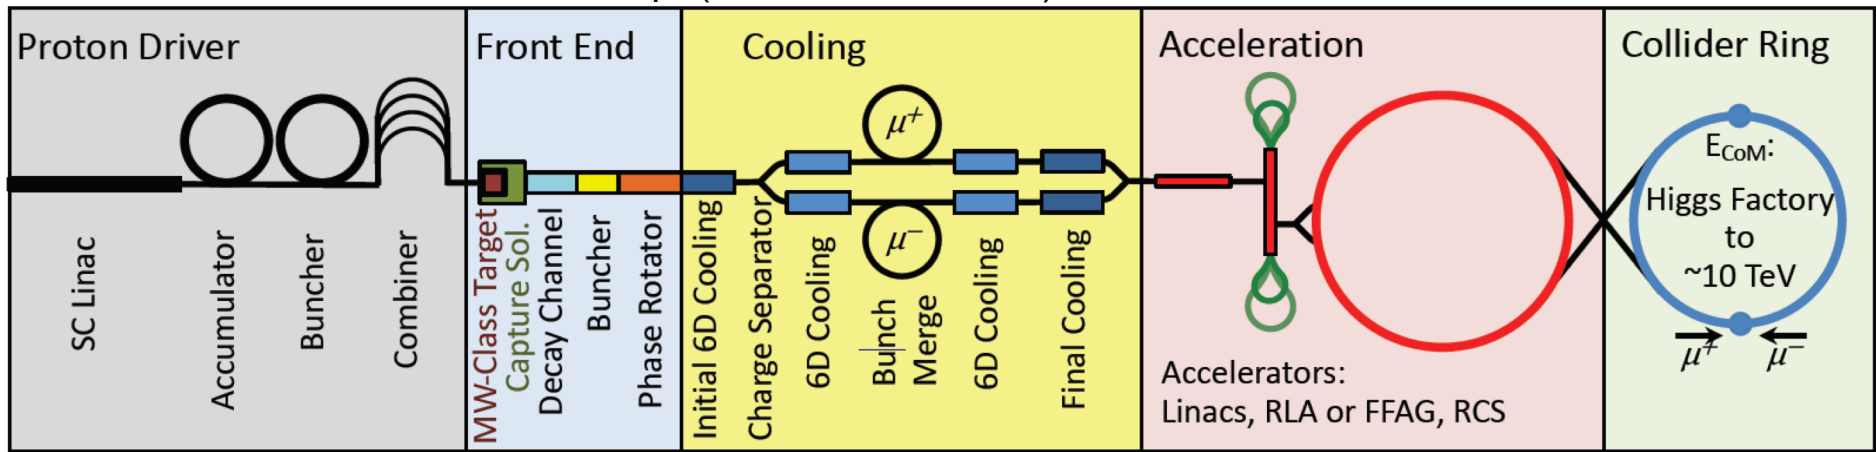 Proton Driver
SC Linac
Accumulator
Buncher
Combiner
Front End
MW-Class Target
Capture Sol.
Decay Channel
Buncher
Phase Rotator
Cooling
μ+
μ−
Initial 6D Cooling
Charge Separator
6D Cooling
Bunch
Merge
6D Cooling
Final Cooling
Acceleration
Accelerators:
Linacs, RLA or FFAG, RCS
Collider Ring
ECoM:
Higgs Factory
to
~10 TeV
μ+ μ−